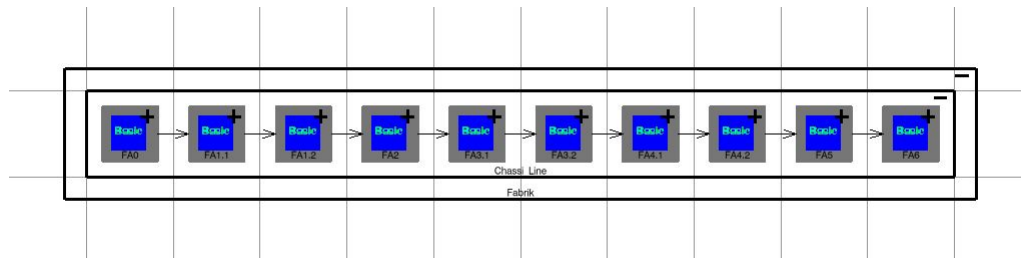 Basic Basic Basic Basic Basic Basic Basic Basic Basic Basic
FA0 FA1.1 FA1.2 FA2 FA3.1 FA3.2 FA4.1 FA4.2 FA5 FA6
Chassi Line
Fabrik